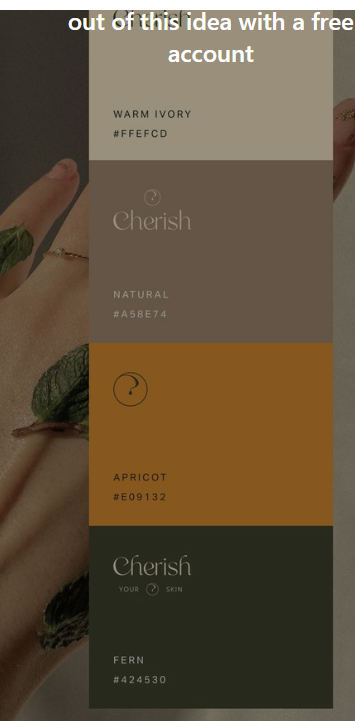 out of this idea with a free
account
Cherish
WARM IVORY
#FFEFCD
Cherish
NATURAL
#A58E74
APRICOT
#E09132
Cherish
YOUR SKIN
FERN
#424530